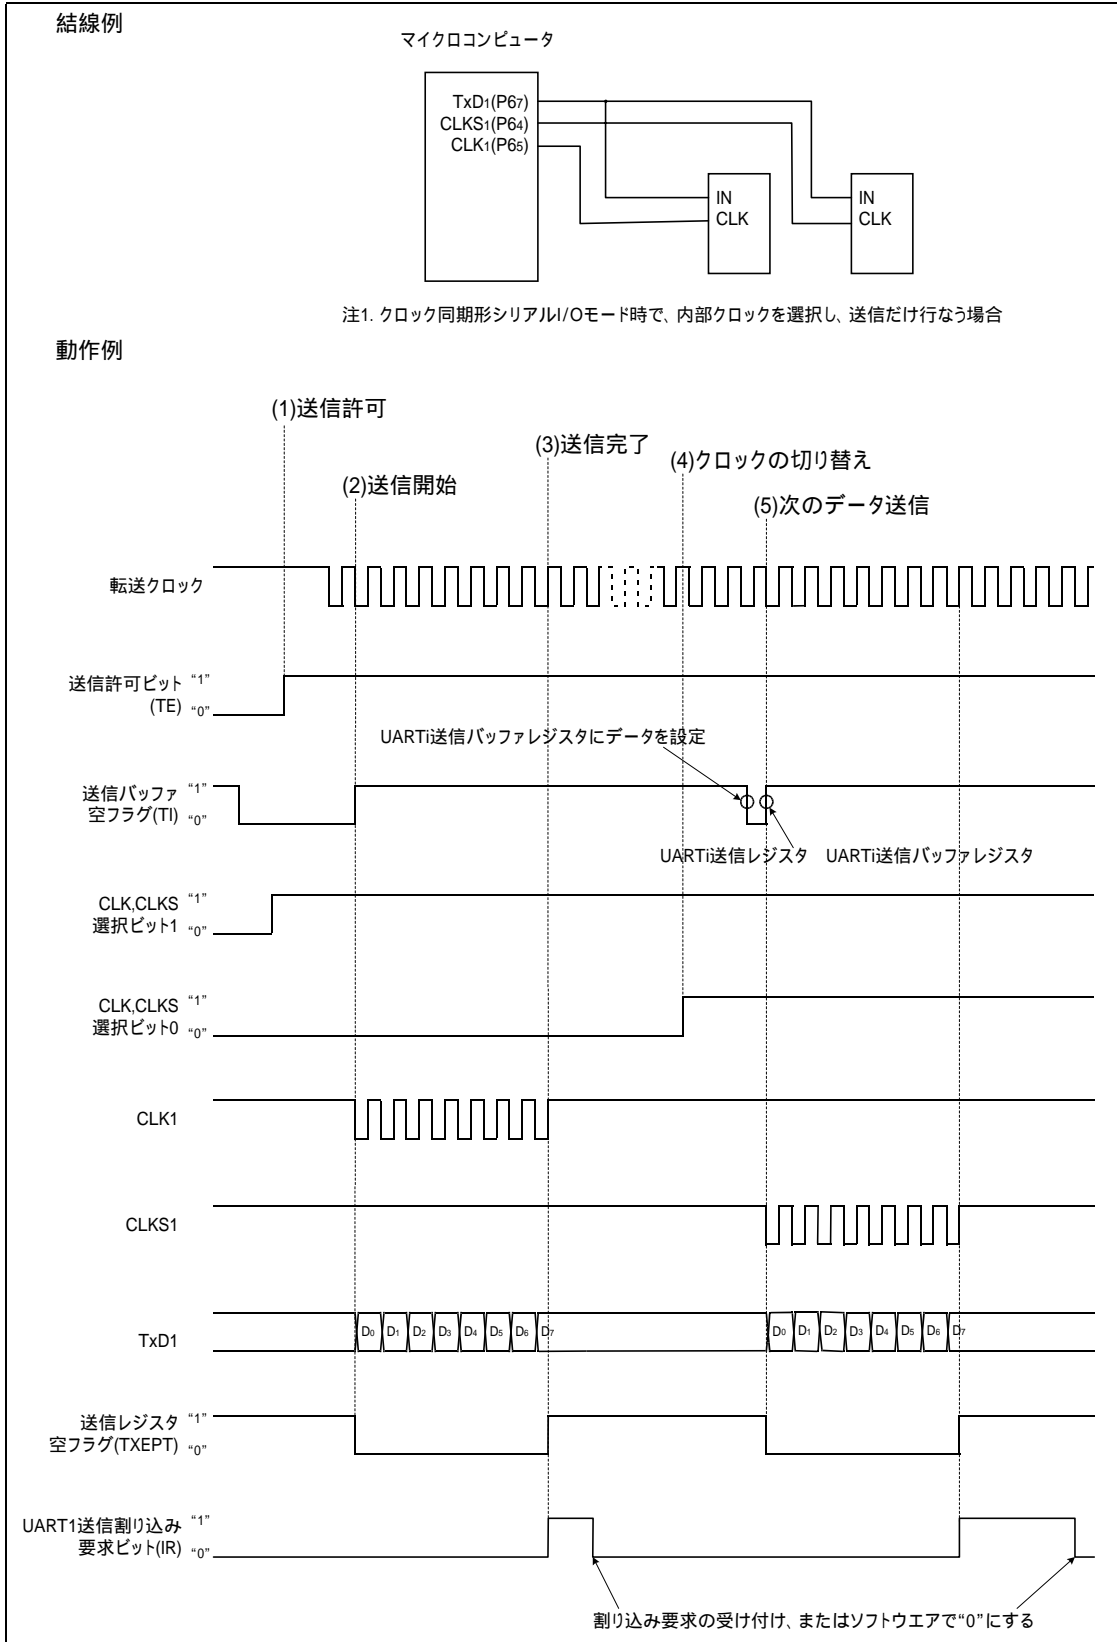 結線例
マイクロコンピュータ
TxD1(P67)
CLKS1(P64)
CLK1(P65)
IN
CLK
IN
CLK
注1. クロック同期形シリアルI/Oモード時で、内部クロックを選択し、送信だけ行なう場合
動作例
(1)送信許可
(2)送信開始
(3)送信完了
(4)クロックの切り替え
(5)次のデータ送信
転送クロック
送信許可ビット “1”
(TE) “0”
UARTi送信バッファレジスタにデータを設定
送信バッファ “1”
空フラグ(TI) “0”
UARTi送信レジスタ UARTi送信バッファレジスタ
CLK,CLKS “1”
選択ビット1 “0”
CLK,CLKS “1”
選択ビット0 “0”
CLK1
CLKS1
TxD1 D0 D1 D2 D3 D4 D5 D6 D7 D0 D1 D2 D3 D4 D5 D6 D7
送信レジスタ “1”
空フラグ(TXEPT) “0”
UART1送信割り込み “1”
要求ビット(IR) “0”
割り込み要求の受け付け、またはソフトウエアで“0”にする